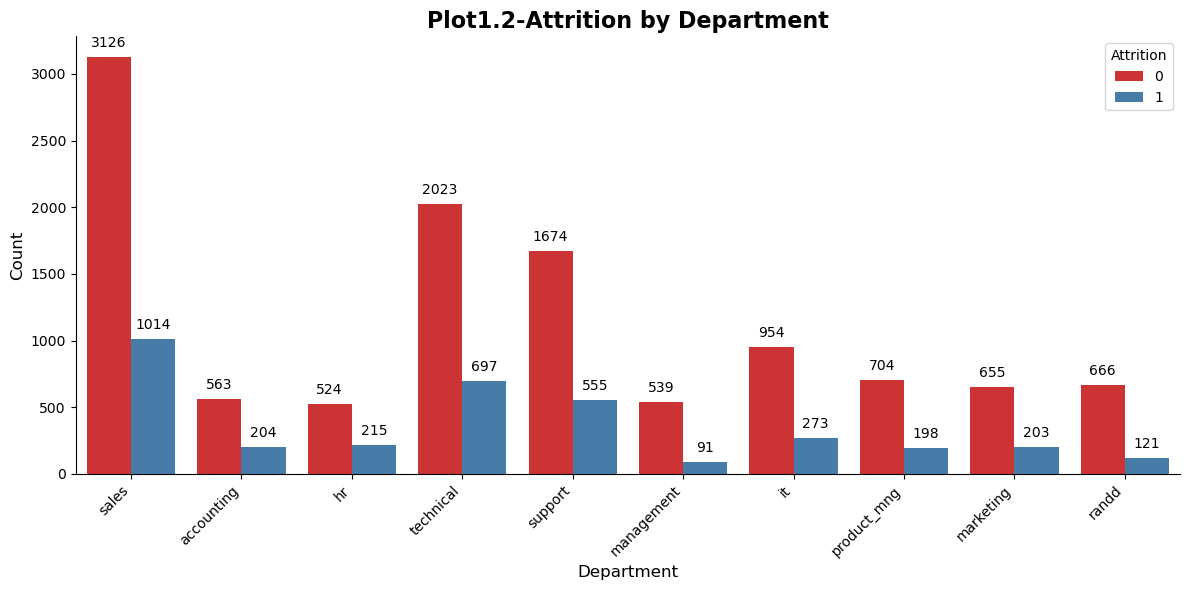 Plot1.2-Attrition by Department
Attrition
0
1
Count
3000
2500
2000
1500
1000
500
0
3126
1014
563
204
524
215
2023
697
1674
555
539
91
954
273
704
198
655
203
666
121
sales
accounting
hr
technical
support
management
it
product_mng
marketing
randd
Department